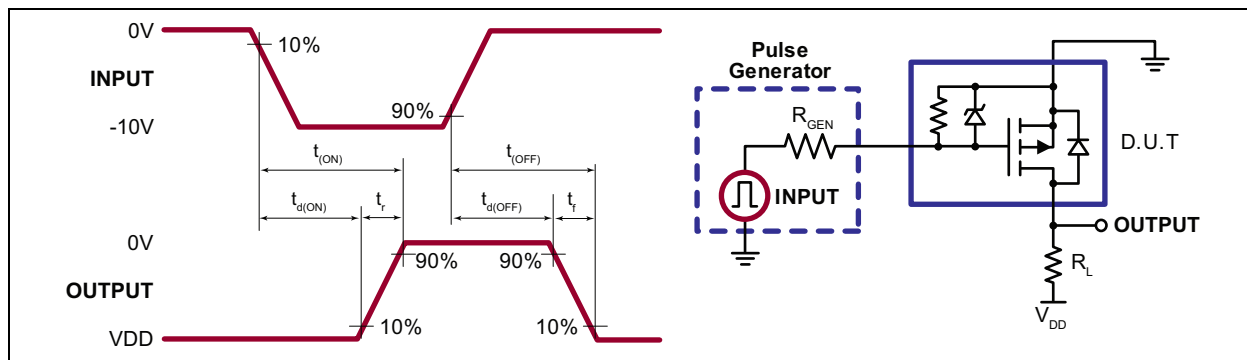 0V
10%
INPUT
90%
-10V
t(ON)
t(OFF)
td(ON)
tr
td(OFF)
tf
0V
90%
90%
OUTPUT
10%
10%
VDD
Pulse
Generator
RGEN
INPUT
D.U.T
OUTPUT
RL
VDD